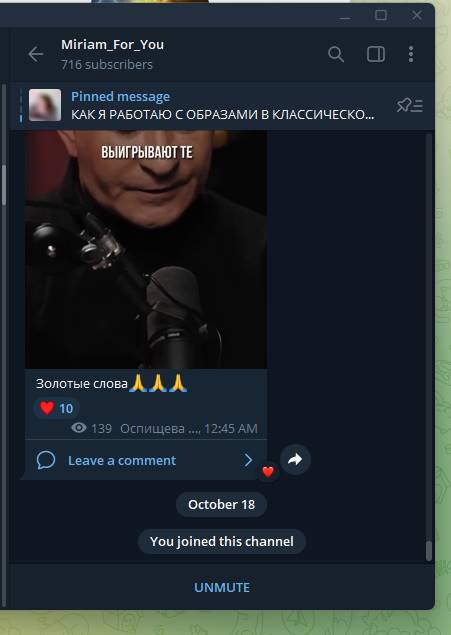 Miriam_For_You
716 subscribers
Pinned message
КАК Я РАБОТАЮ С ОБРАЗАМИ В КЛАССИЧЕСКО...
ВЫИГРЫВАЮТ ТЕ
Золотые слова🙏🙏🙏
❤️ 10
139 Оспищева ..., 12:45 AM
Leave a comment
October 18
You joined this channel
UNMUTE